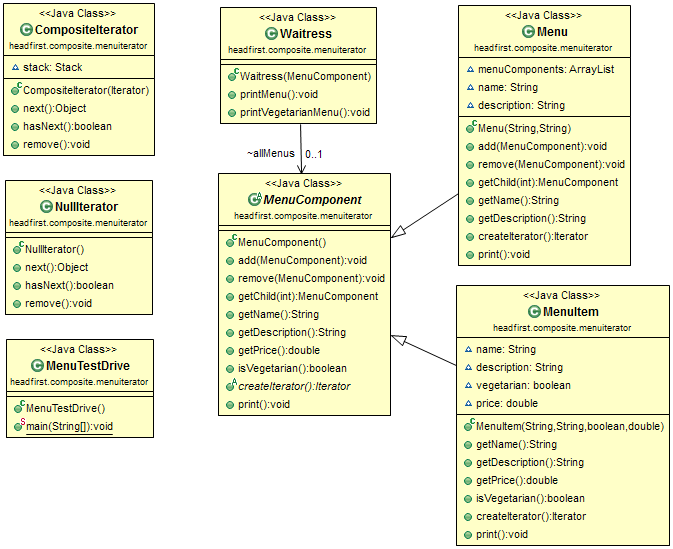 <<Java Class>>
CompositeIterator
headfirst.composite.menuiterator
stack: Stack
CompositeIterator(Iterator)
next():Object
hasNext():boolean
remove():void
<<Java Class>>
NullIterator
headfirst.composite.menuiterator
NullIterator()
next():Object
hasNext():boolean
remove():void
<<Java Class>>
MenuTestDrive
headfirst.composite.menuiterator
MenuTestDrive()
main(String[]):void
<<Java Class>>
Waitress
headfirst.composite.menuiterator
Waitress(MenuComponent)
printMenu():void
printVegetarianMenu():void
~allMenus 0..1
<<Java Class>>
MenuComponent
headfirst.composite.menuiterator
MenuComponent()
add(MenuComponent):void
remove(MenuComponent):void
getChild(int):MenuComponent
getName():String
getDescription():String
getPrice():double
isVegetarian():boolean
createIterator():Iterator
print():void
<<Java Class>>
Menu
headfirst.composite.menuiterator
menuComponents: ArrayList
name: String
description: String
Menu(String,String)
add(MenuComponent):void
remove(MenuComponent):void
getChild(int):MenuComponent
getName():String
getDescription():String
createIterator():Iterator
print():void
<<Java Class>>
MenuItem
headfirst.composite.menuiterator
name: String
description: String
vegetarian: boolean
price: double
MenuItem(String,String,boolean,double)
getName():String
getDescription():String
getPrice():double
isVegetarian():boolean
createIterator():Iterator
print():void